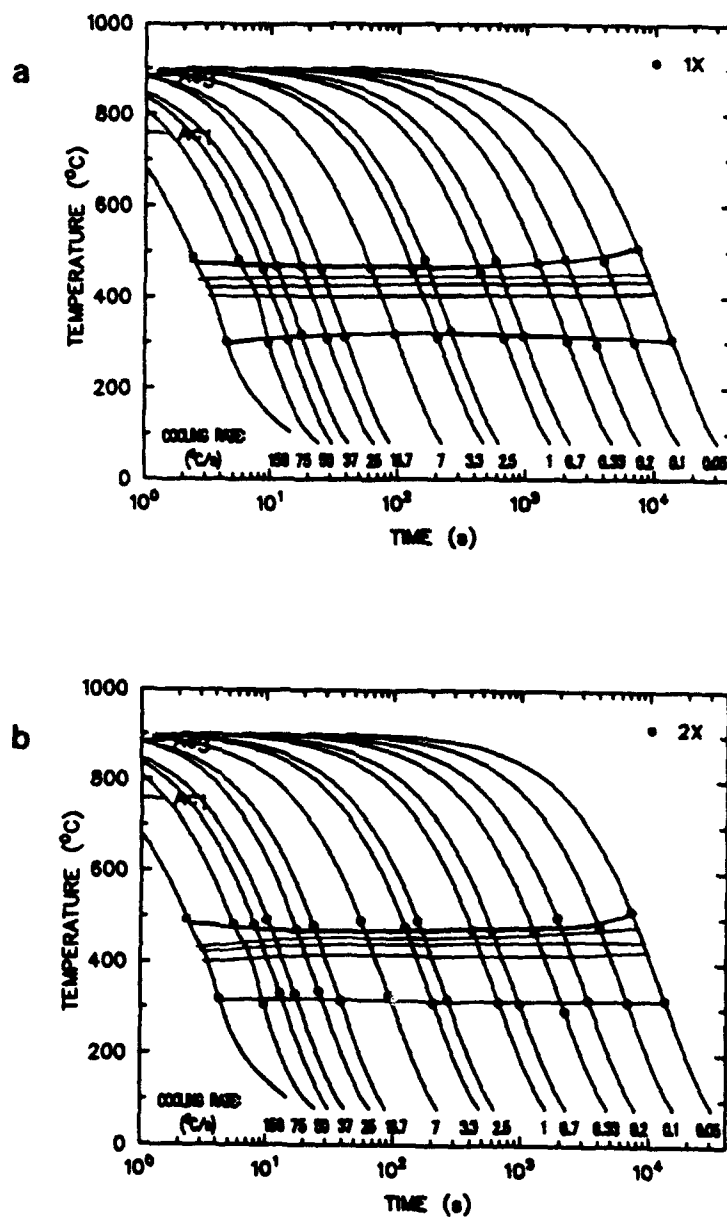 a
1000
800
600
400
200
0
TEMPERATURE (°C)
1X
COOLING RATE:
(°C/s)
150 75 50 37 25 18.7 7 3.3 2.5 1 0.7 0.33 0.2 0.1 0.05
10⁰ 10¹ 10² 10³ 10⁴
TIME (s)
b
1000
800
600
400
200
0
TEMPERATURE (°C)
2X
COOLING RATE:
(°C/s)
150 75 50 37 25 18.7 7 3.3 2.5 1 0.7 0.33 0.2 0.1 0.05
10⁰ 10¹ 10² 10³ 10⁴
TIME (s)